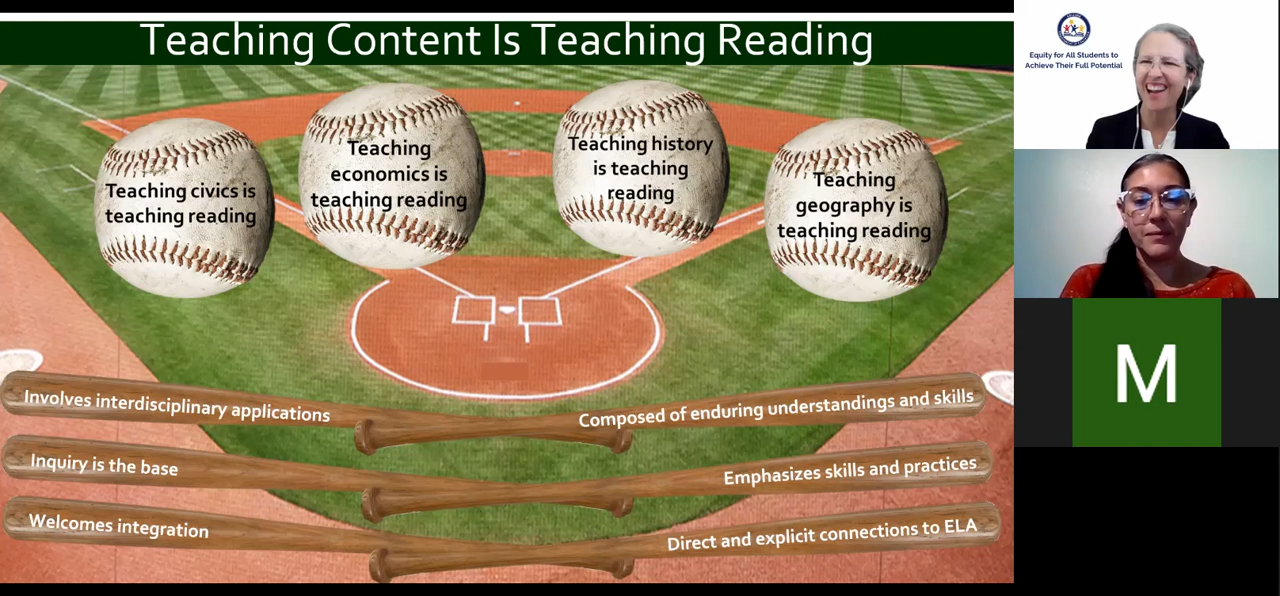 Teaching Content Is Teaching Reading
Teaching civics is
teaching reading
Teaching
economics is
teaching reading
Teaching history
is teaching
reading
Teaching
geography is
teaching reading
Involves interdisciplinary applications
Composed of enduring understandings and skills
Inquiry is the base
Emphasizes skills and practices
Welcomes integration
Direct and explicit connections to ELA
Equity for All Students to
Achieve Their Full Potential
M